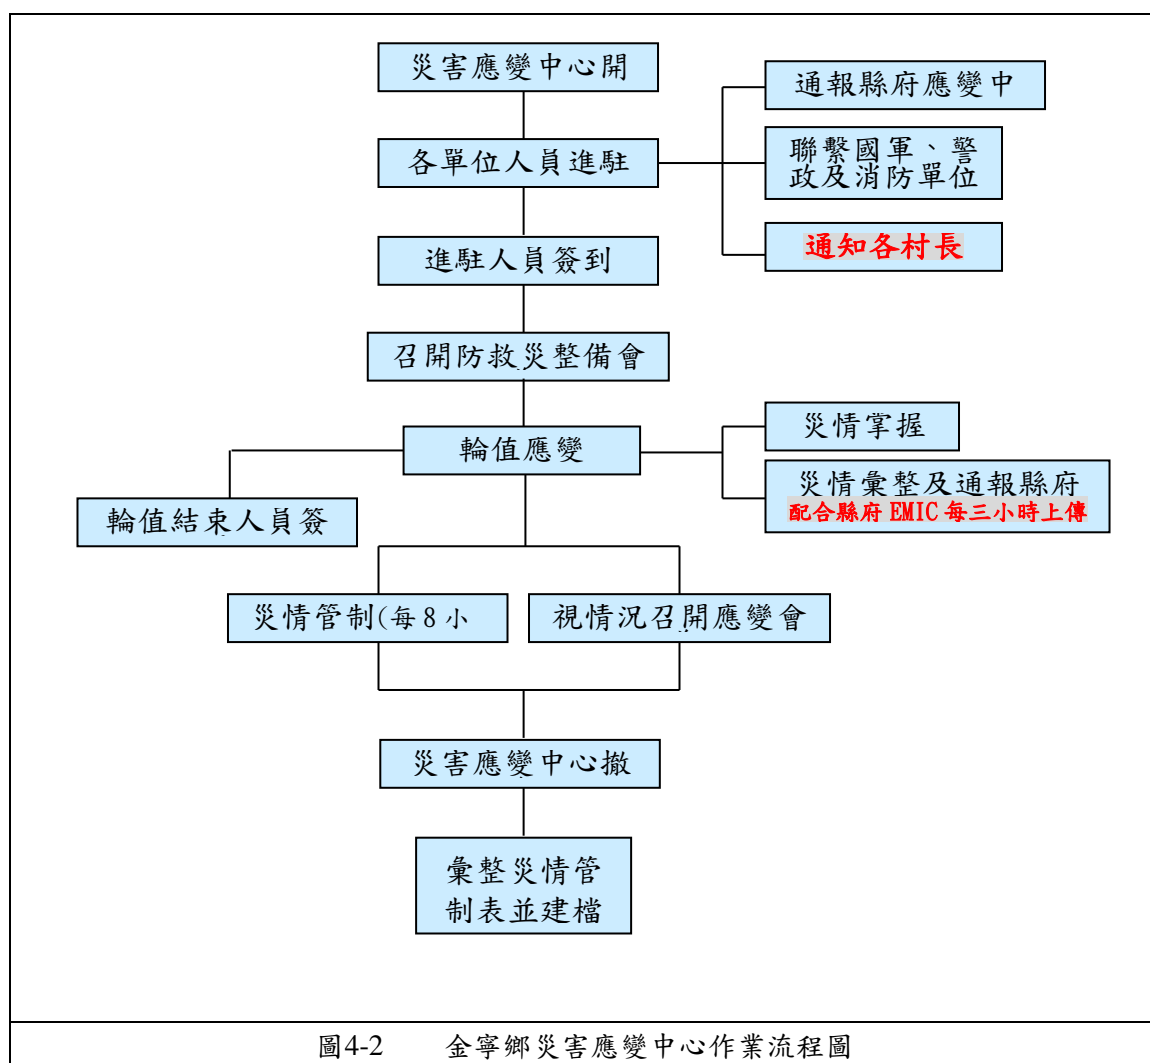 災害應變中心開
通報縣府應變中
各單位人員進駐
聯繫國軍、警
政及消防單位
通知各村長
進駐人員簽到
召開防救災整備會
輪值應變
災情掌握
災情彙整及通報縣府
配合縣府 EMIC 每三小時上傳
輪值結束人員簽
災情管制(每8小
視情況召開應變會
災害應變中心撤
彙整災情管
制表並建檔
圖4-2 金寧鄉災害應變中心作業流程圖